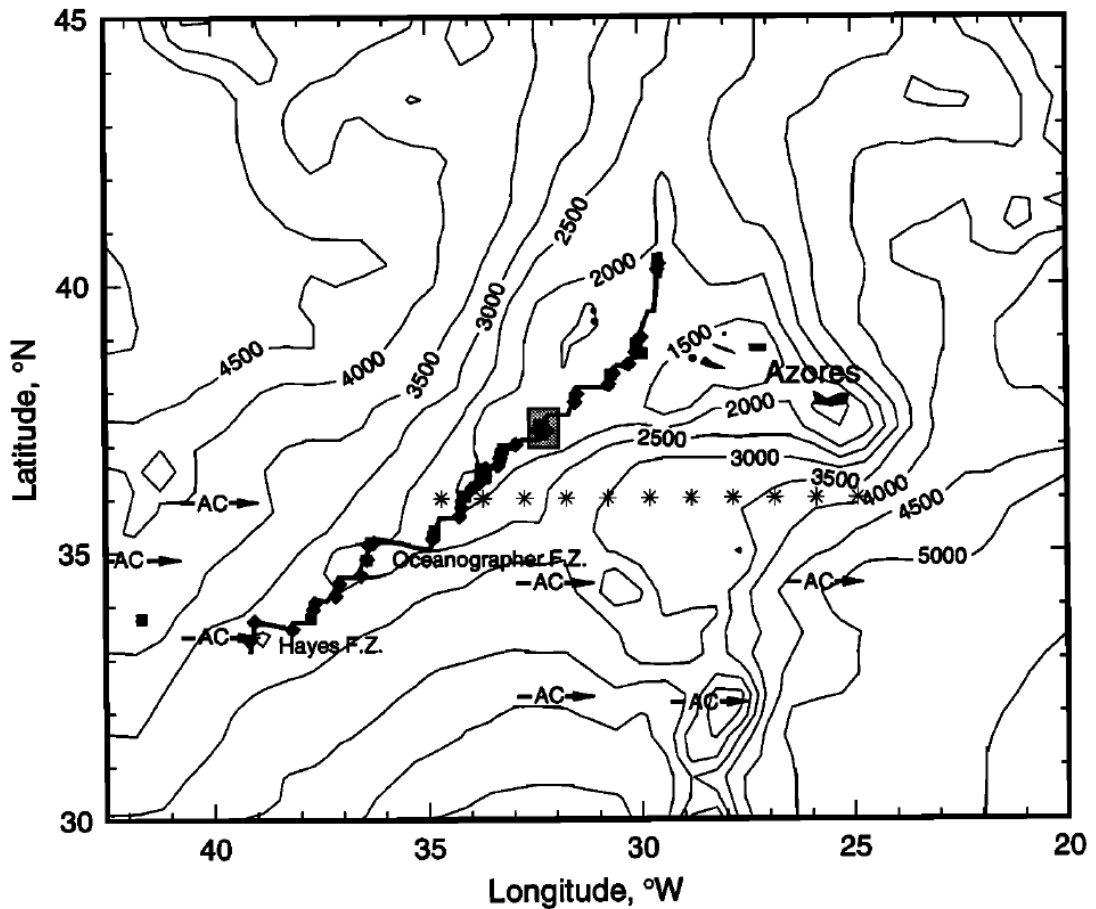 45
2500
2000
40
3000
1500
4500
4000
3500
Azores
2000
2500
3000
3500
4000
4500
-AC
35
-AC
Oceanographer F.Z.
5000
-AC
-AC
-AC
Hayes F.Z.
-AC
-AC
30
40
35
30
25
20
Latitude, °N
Longitude, °W